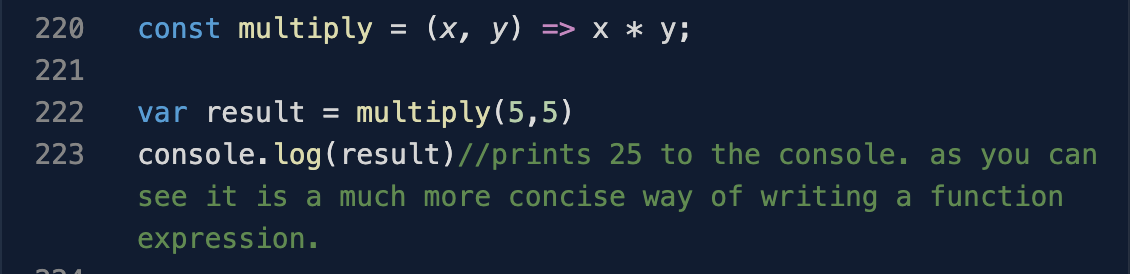 220 const multiply = (x, y) => x * y;
221
222 var result = multiply(5,5)
223 console.log(result)//prints 25 to the console. as you can
see it is a much more concise way of writing a function
expression.